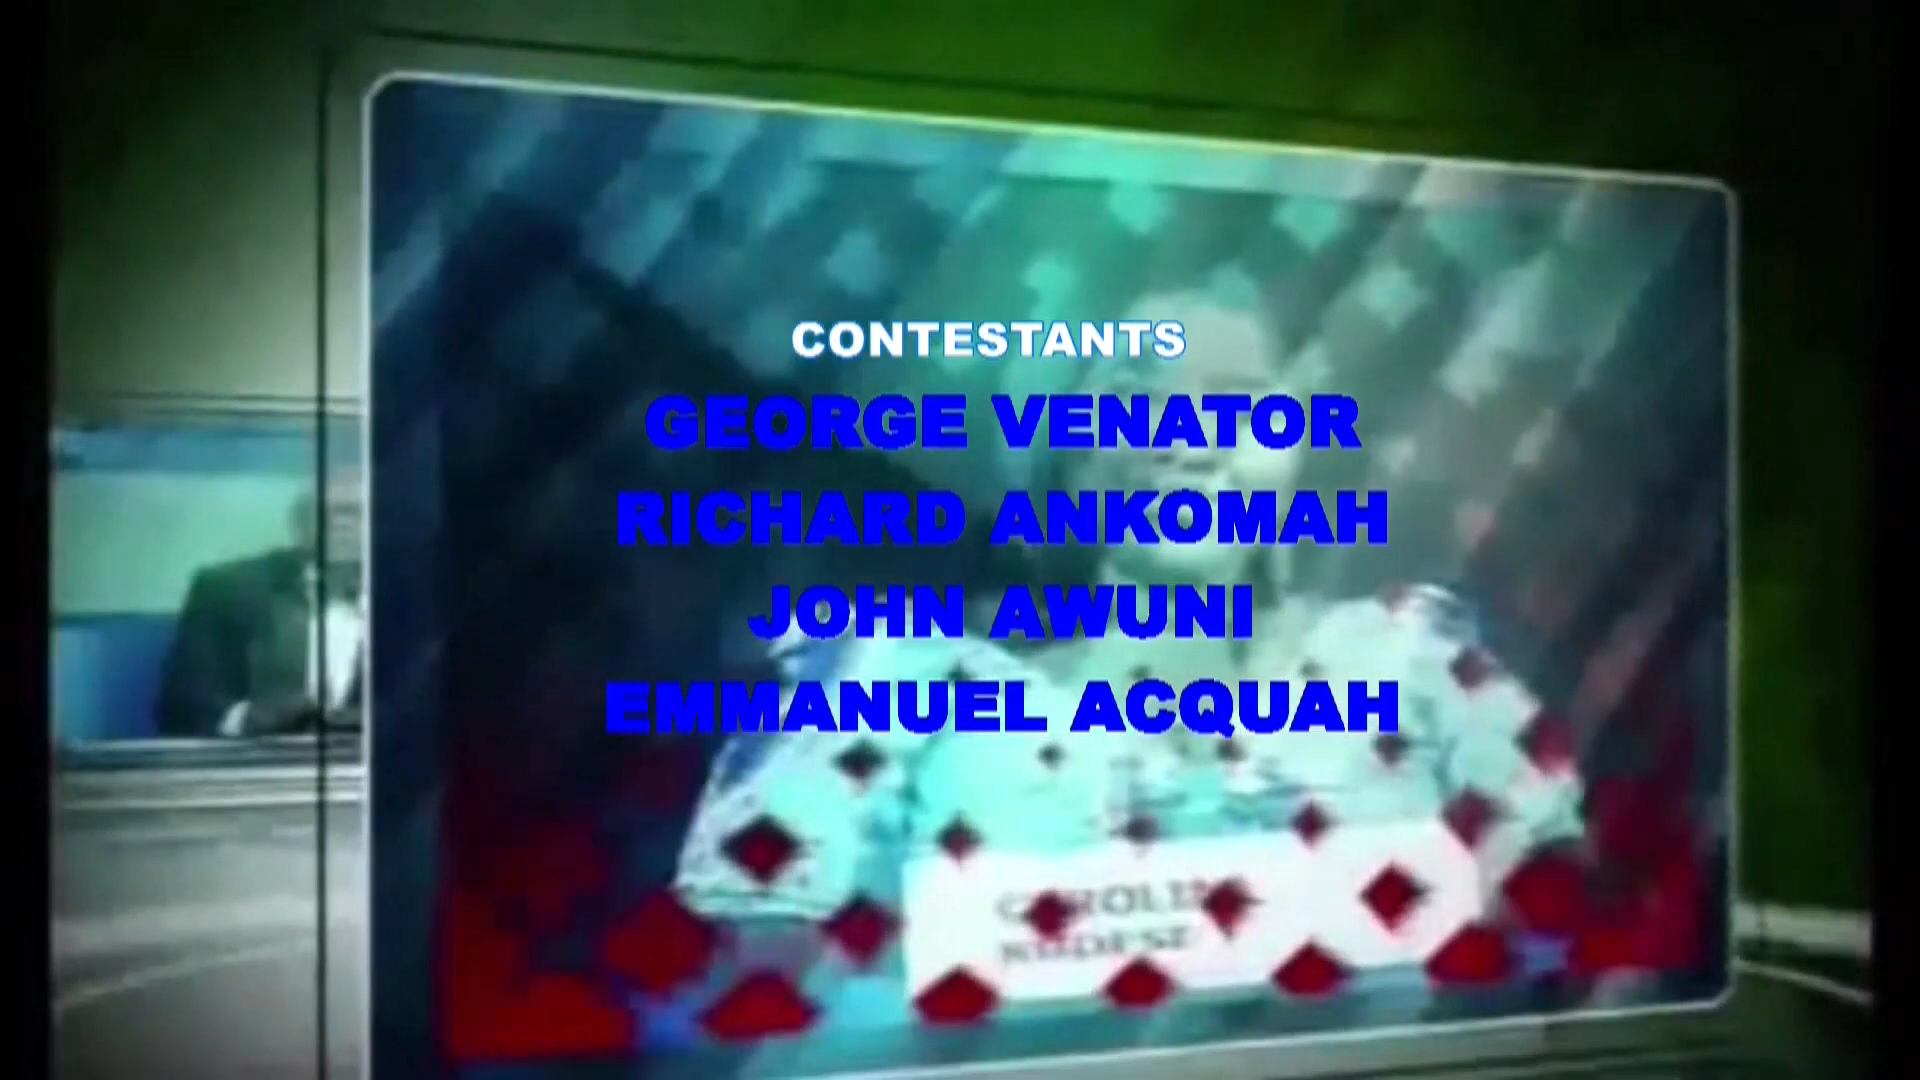 CONTESTANTS
GEORGE VENATOR
RICHARD ANKOMAH
JOHN AWUNI
EMMANUEL ACQUAH